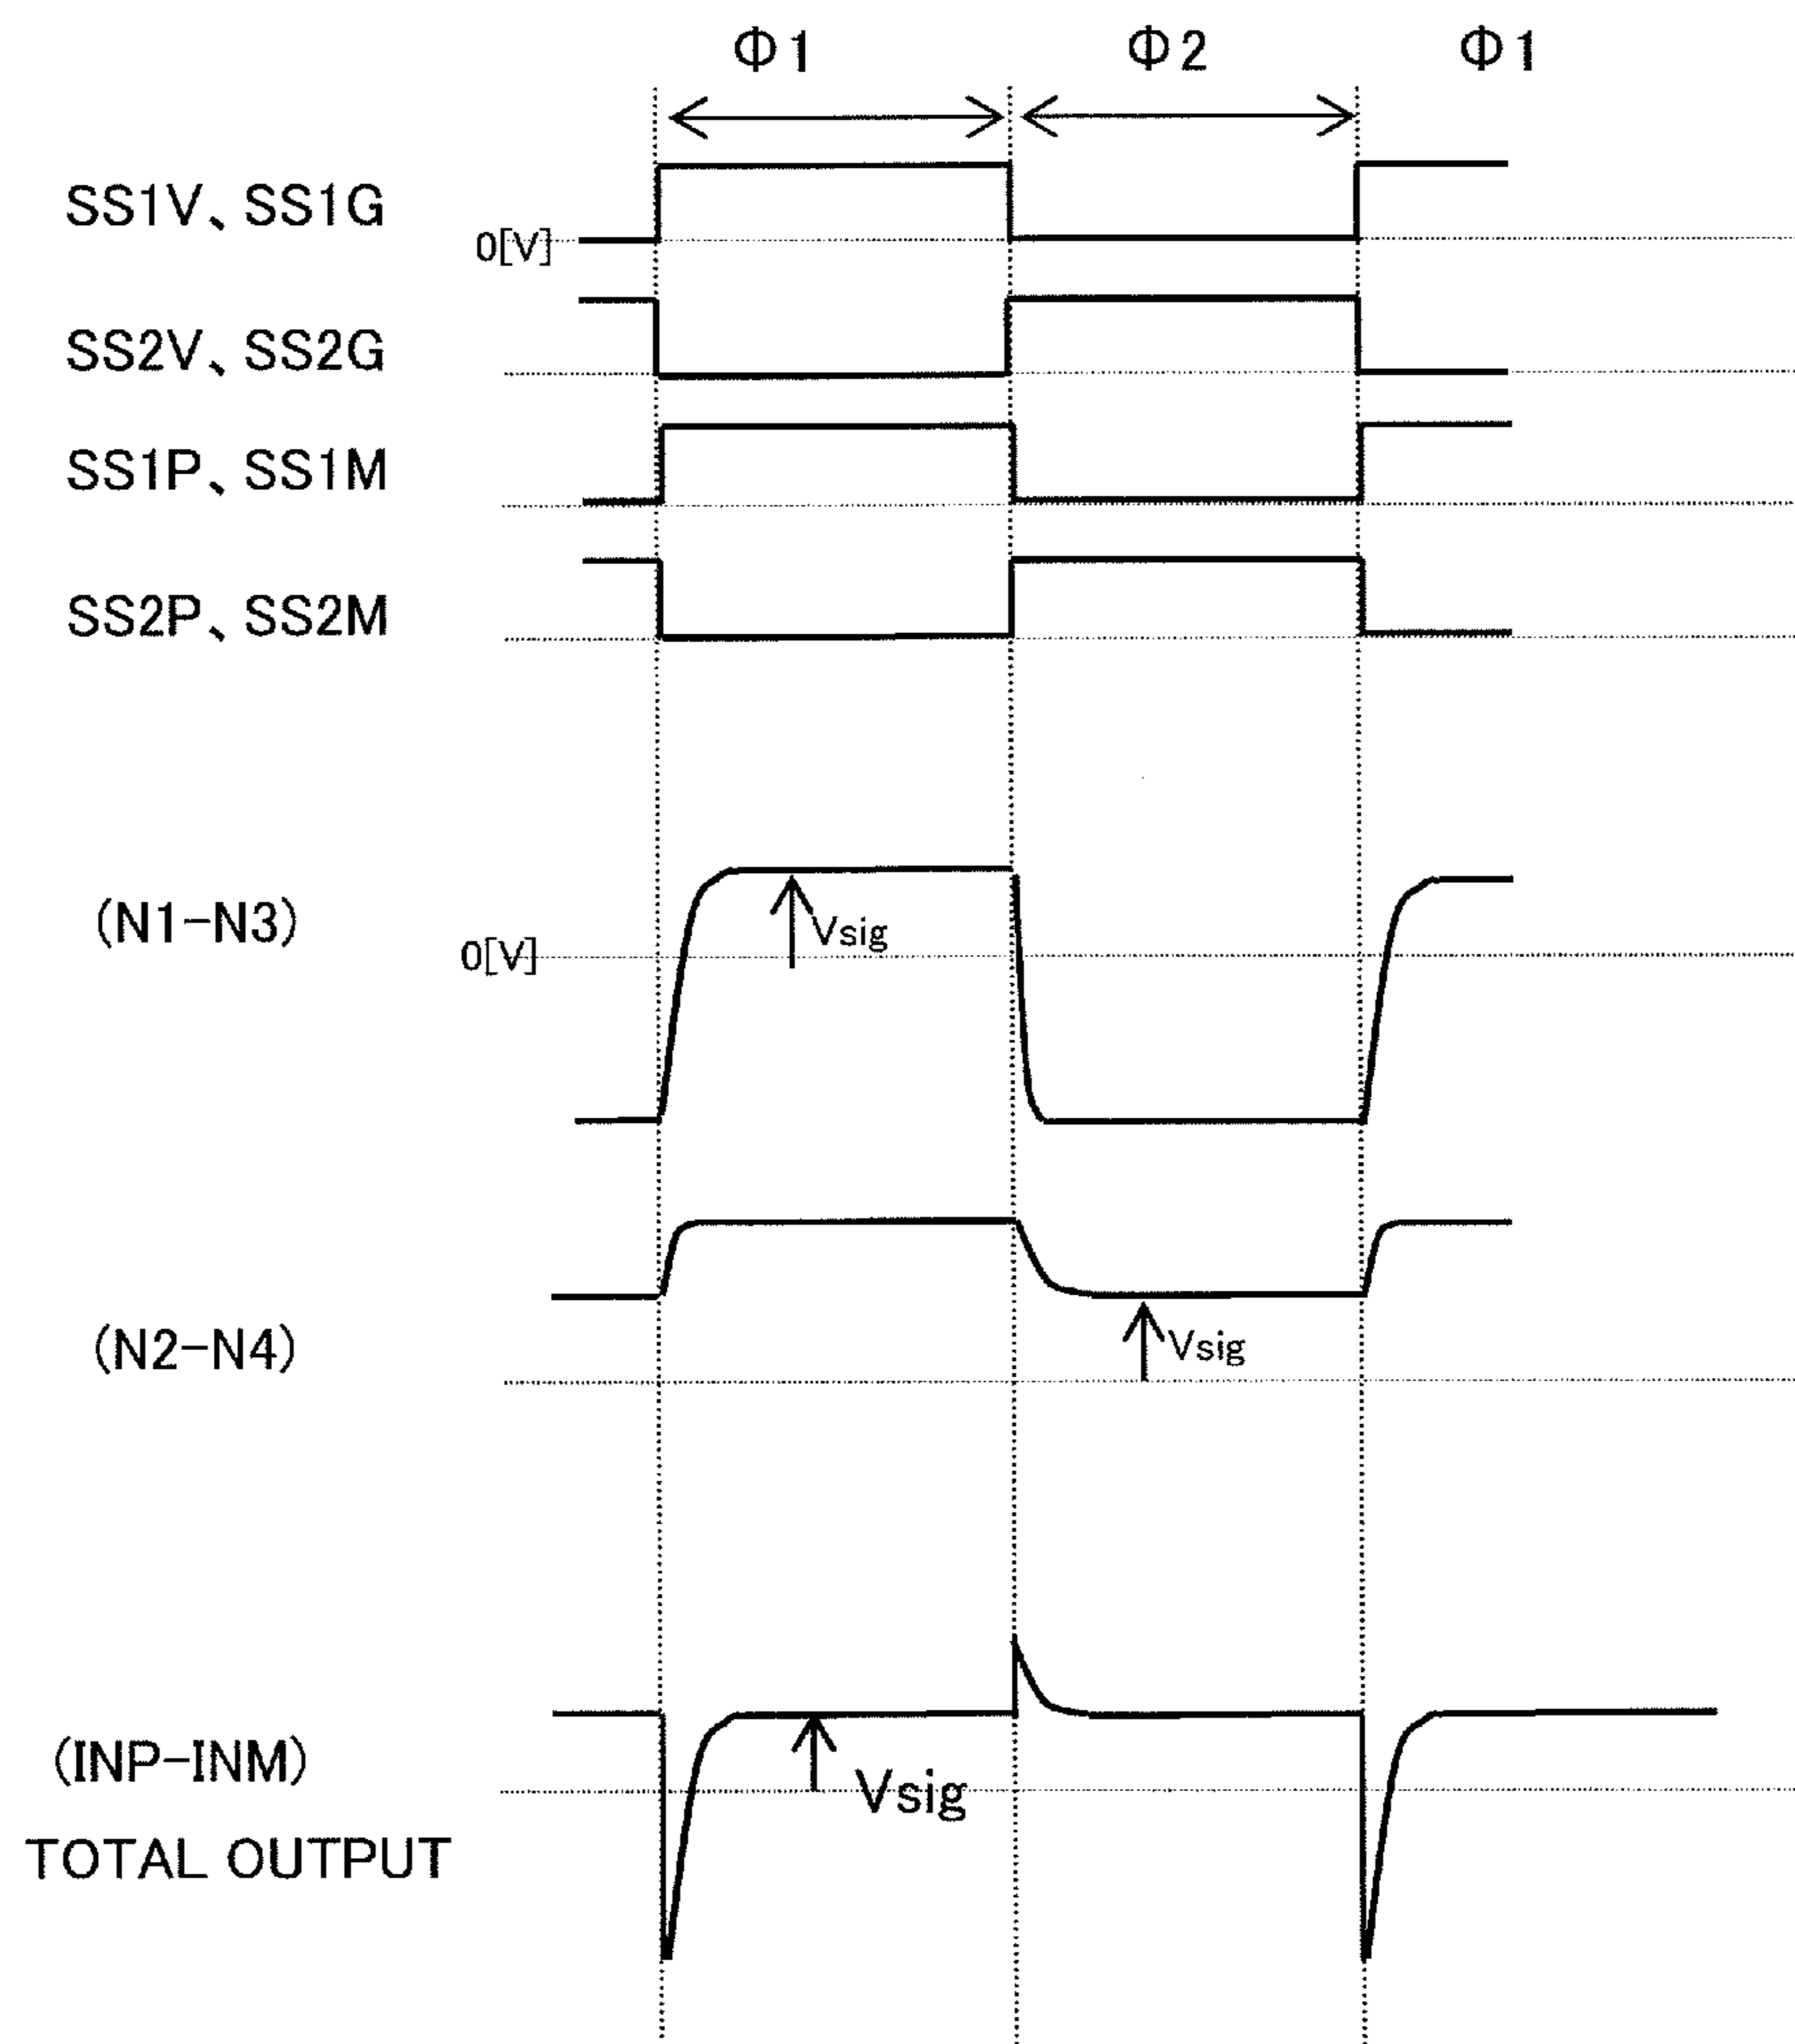 Φ1 Φ2 Φ1
SS1V、SS1G
0[V]
SS2V、SS2G
SS1P、SS1M
SS2P、SS2M
(N1-N3)
Vsig
0[V]
(N2-N4)
Vsig
(INP-INM)
Vsig
TOTAL OUTPUT